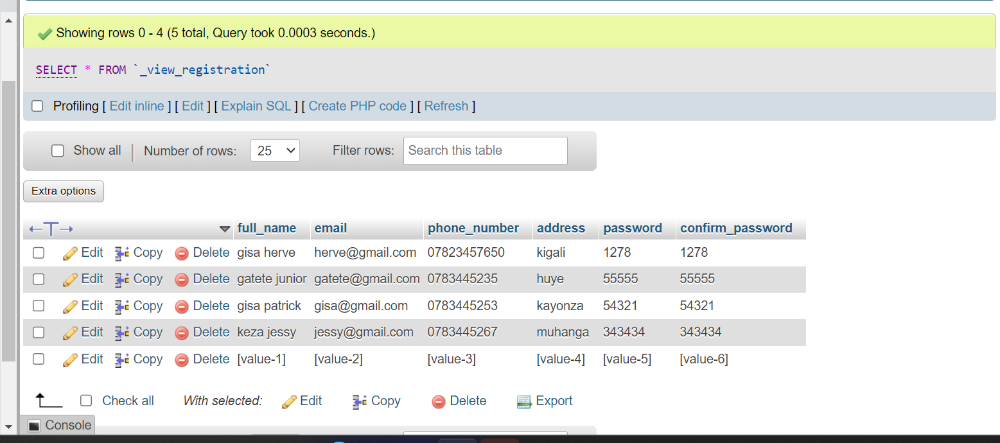 Showing rows 0 - 4 (5 total, Query took 0.0003 seconds.)
SELECT * FROM `_view_registration`
Profiling [ Edit inline ] [ Edit ] [ Explain SQL ] [ Create PHP code ] [ Refresh ]
Show all Number of rows: 25 Filter rows: Search this table
Extra options
full_name email phone_number address password confirm_password
Edit Copy Delete gisa herve herve@gmail.com 07823457650 kigali 1278 1278
Edit Copy Delete gatete junior gatete@gmail.com 0783445235 huye 55555 55555
Edit Copy Delete gisa patrick gisa@gmail.com 0783445253 kayonza 54321 54321
Edit Copy Delete keza jessy jessy@gmail.com 0783445267 muhanga 343434 343434
Edit Copy Delete [value-1] [value-2] [value-3] [value-4] [value-5] [value-6]
Check all With selected: Edit Copy Delete Export
Console